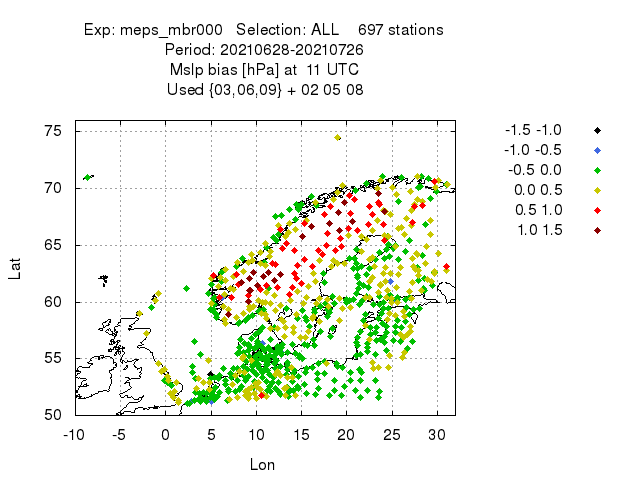 Exp: meps_mbr000 Selection: ALL 697 stations
Period: 20210628-20210726
Mslp bias [hPa] at 11 UTC
Used {03,06,09} + 02 05 08
75
70
65
60
55
50
Lat
-10 -5 0 5 10 15 20 25 30
Lon
-1.5 -1.0
-1.0 -0.5
-0.5 0.0
0.0 0.5
0.5 1.0
1.0 1.5